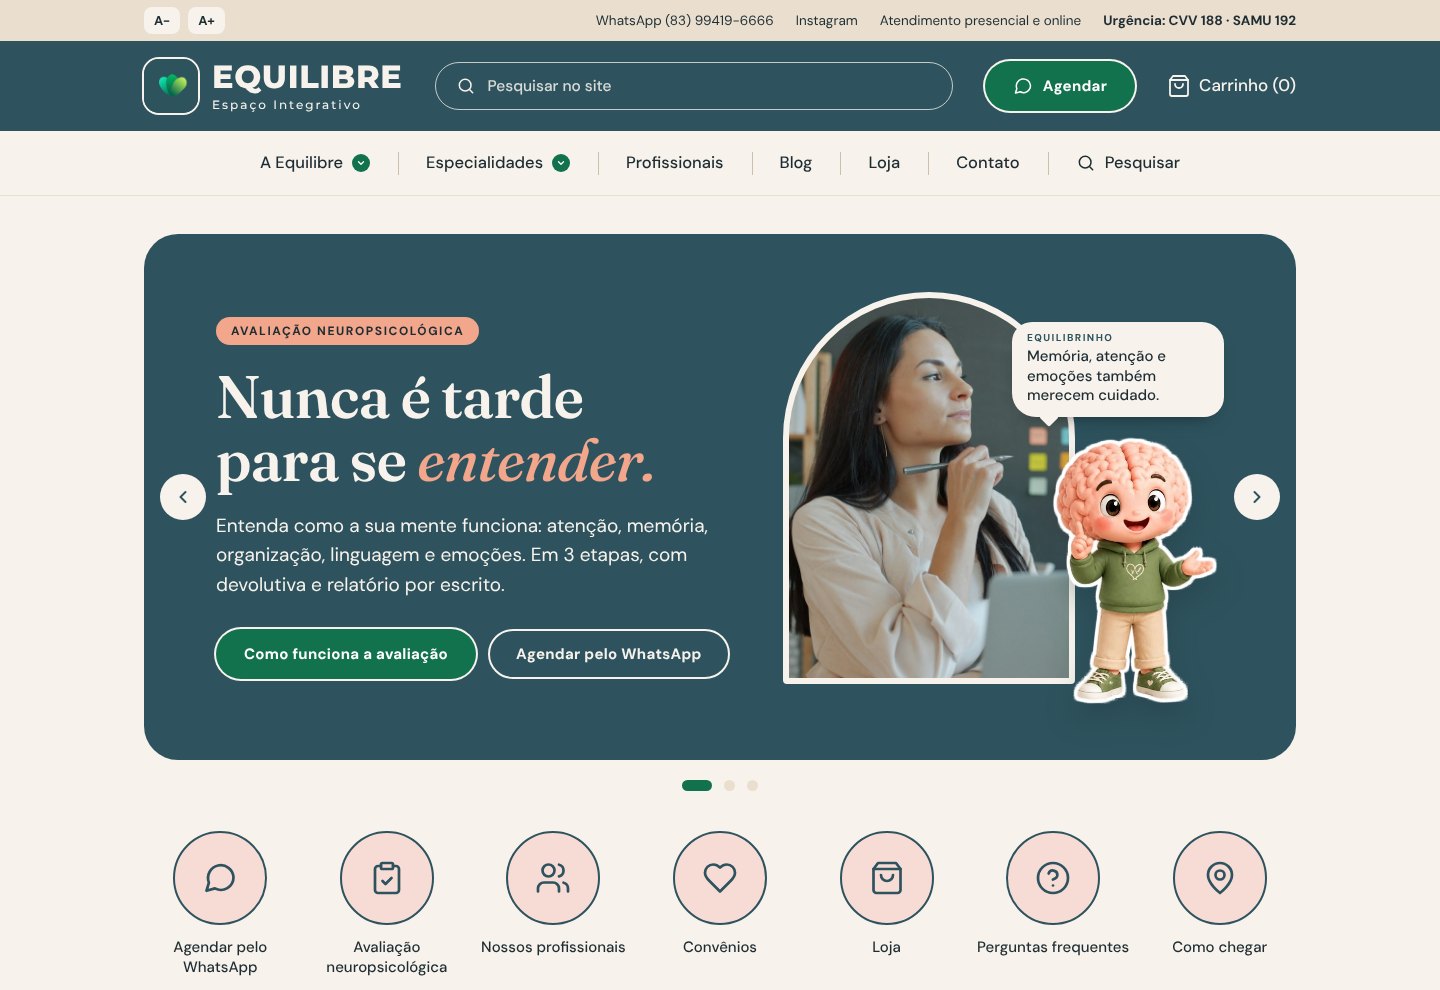 A-
A+
WhatsApp (83) 99419-6666
Instagram
Atendimento presencial e online
Urgência: CVV 188 · SAMU 192
EQUILIBRE
Espaço Integrativo
Pesquisar no site
Agendar
Carrinho (0)
A Equilibre
Especialidades
Profissionais
Blog
Loja
Contato
Pesquisar
AVALIAÇÃO NEUROPSICOLÓGICA
Nunca é tarde
para se entender.
Entenda como a sua mente funciona: atenção, memória,
organização, linguagem e emoções. Em 3 etapas, com
devolutiva e relatório por escrito.
Como funciona a avaliação
Agendar pelo WhatsApp
EQUILIBRINHO
Memória, atenção e
emoções também
merecem cuidado.
Agendar pelo
WhatsApp
Avaliação
neuropsicológica
Nossos profissionais
Convênios
Loja
Perguntas frequentes
Como chegar